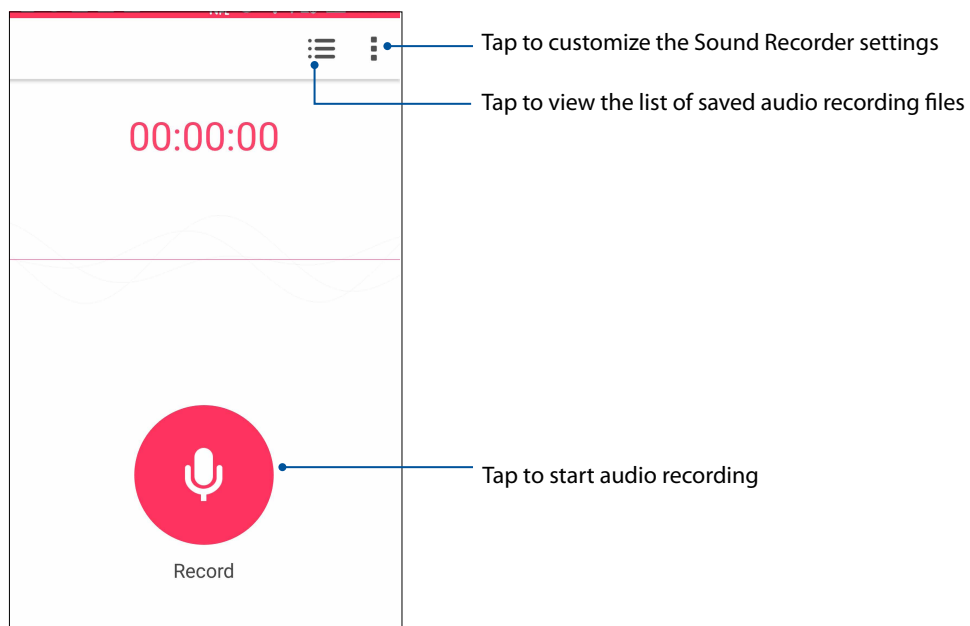 Tap to customize the Sound Recorder settings
Tap to view the list of saved audio recording files
00:00:00
Tap to start audio recording
Record